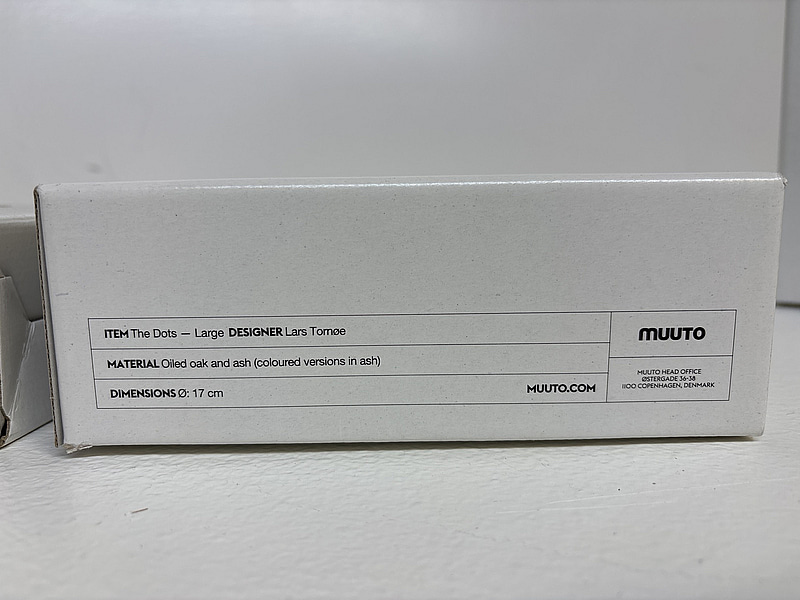 ITEM The Dots — Large DESIGNER Lars Tornøe
MATERIAL Oiled oak and ash (coloured versions in ash)
DIMENSIONS Ø: 17 cm
MUUTO.COM
muuto
MUUTO HEAD OFFICE
ØSTERGADE 36-38
1100 COPENHAGEN, DENMARK